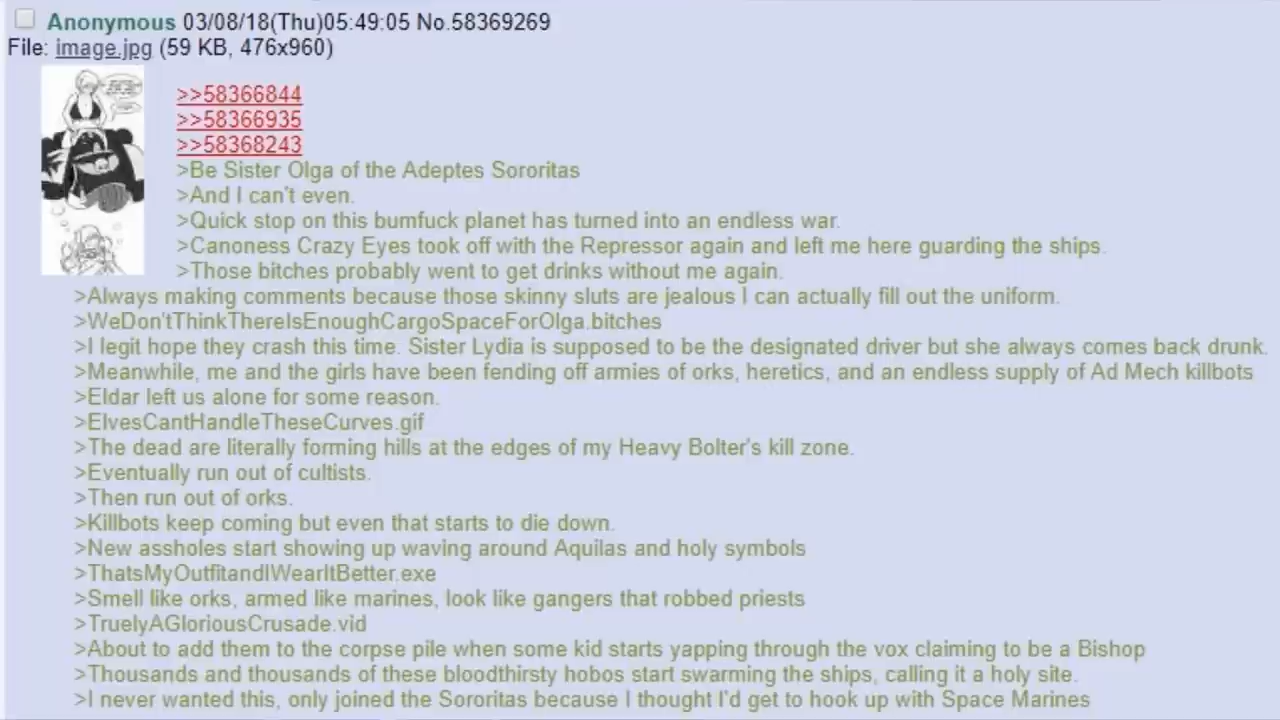 Anonymous 03/08/18(Thu)05:49:05 No.58369269
File: image.jpg (59 KB, 476x960)
>>58366844
>>58366935
>>58368243
>Be Sister Olga of the Adeptes Sororitas
>And I can't even.
>Quick stop on this bumfuck planet has turned into an endless war.
>Canoness Crazy Eyes took off with the Repressor again and left me here guarding the ships.
>Those bitches probably went to get drinks without me again.
>Always making comments because those skinny sluts are jealous I can actually fill out the uniform.
>WeDon'tThinkThereIsEnoughCargoSpaceForOlga.bitches
>I legit hope they crash this time. Sister Lydia is supposed to be the designated driver but she always comes back drunk.
>Meanwhile, me and the girls have been fending off armies of orks, heretics, and an endless supply of Ad Mech killbots
>Eldar left us alone for some reason.
>ElvesCantHandleTheseCurves.gif
>The dead are literally forming hills at the edges of my Heavy Bolter's kill zone.
>Eventually run out of cultists.
>Then run out of orks.
>Killbots keep coming but even that starts to die down.
>New assholes start showing up waving around Aquilas and holy symbols
>ThatsMyOutfitandIWearItBetter.exe
>Smell like orks, armed like marines, look like gangers that robbed priests
>TruelyAGloriousCrusade.vid
>About to add them to the corpse pile when some kid starts yapping through the vox claiming to be a Bishop
>Thousands and thousands of these bloodthirsty hobos start swarming the ships, calling it a holy site.
>I never wanted this, only joined the Sororitas because I thought I'd get to hook up with Space Marines